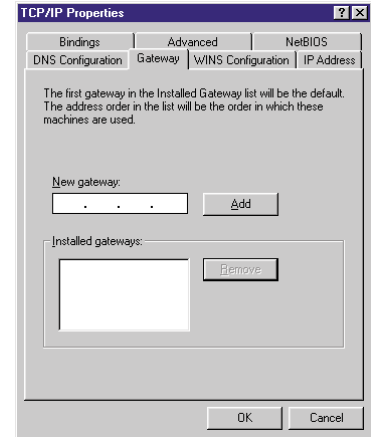 TCP/IP Properties
Bindings Advanced NetBIOS
DNS Configuration Gateway WINS Configuration IP Address
The first gateway in the Installed Gateway list will be the default.
The address order in the list will be the order in which these
machines are used.
New gateway:
. . . Add
Installed gateways:
Remove
OK Cancel